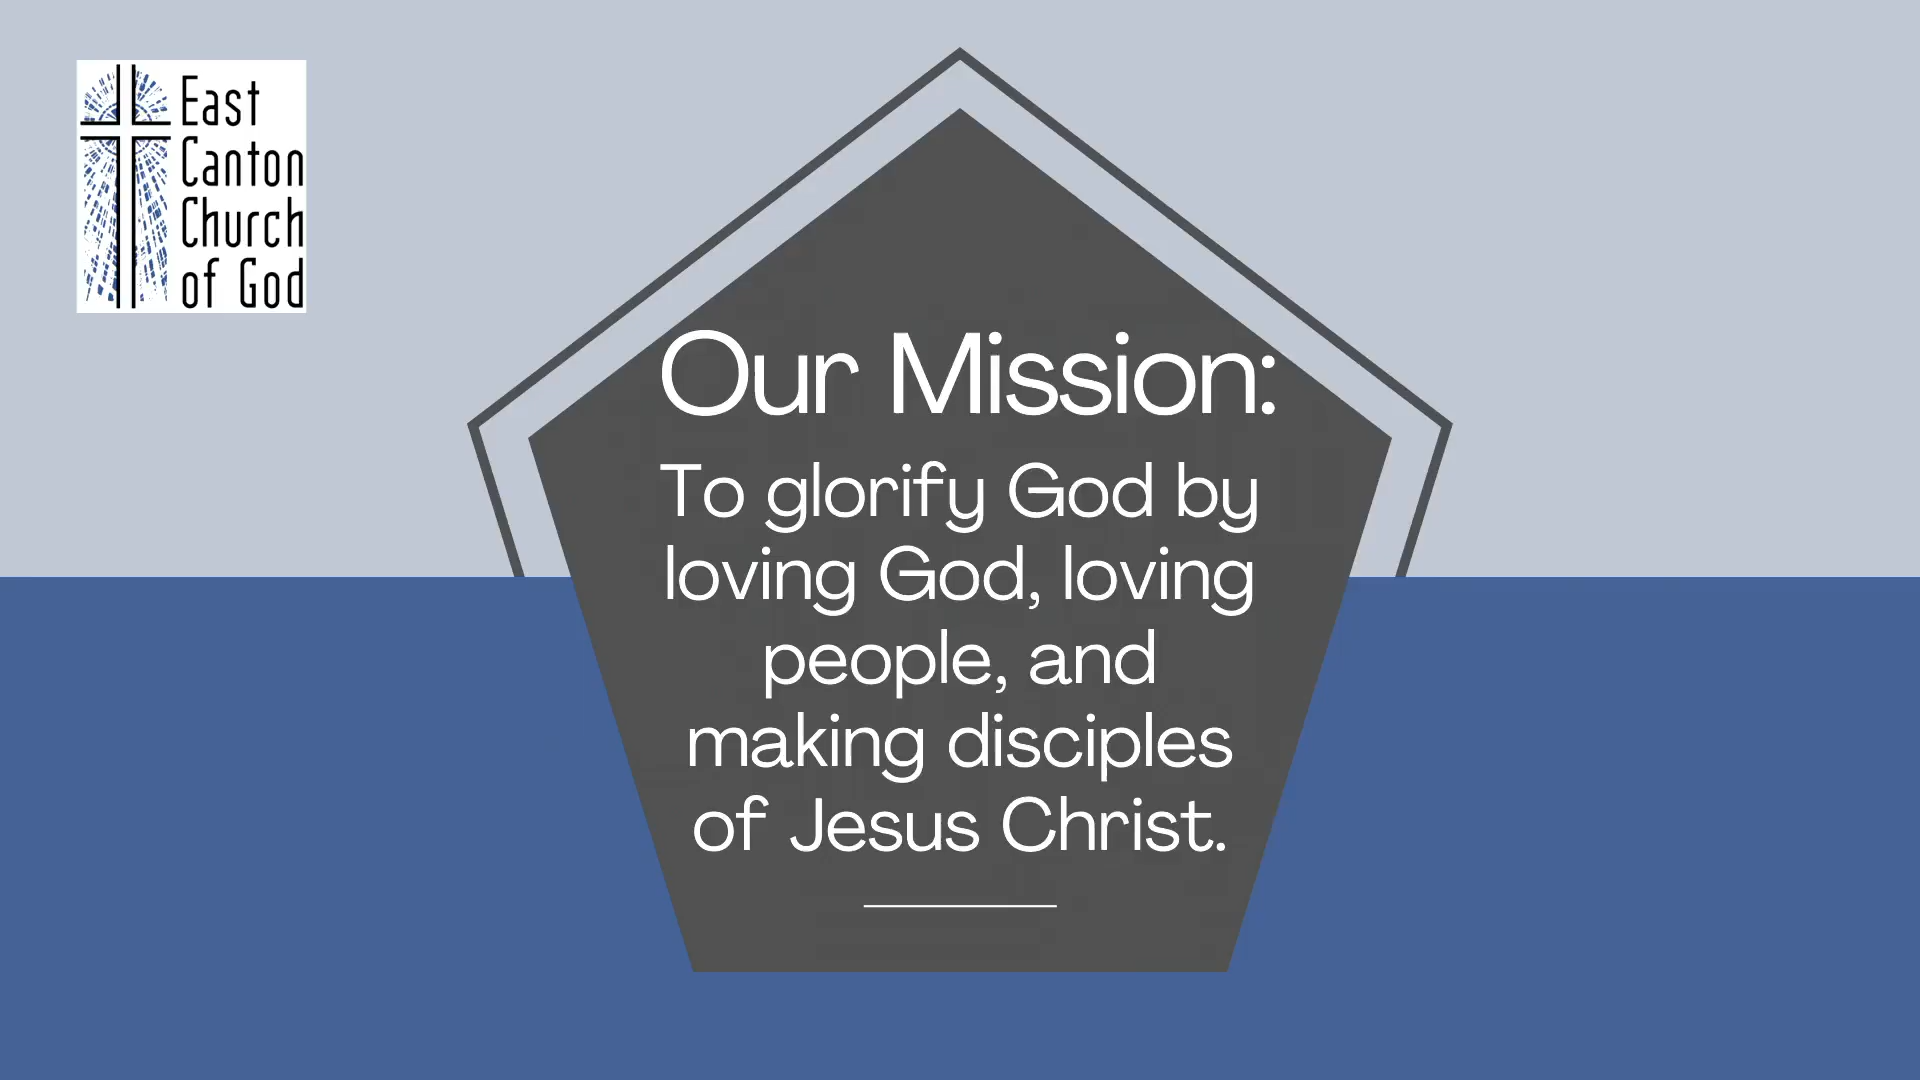 East
Canton
Church
of God
Our Mission:
To glorify God by
loving God, loving
people, and
making disciples
of Jesus Christ.